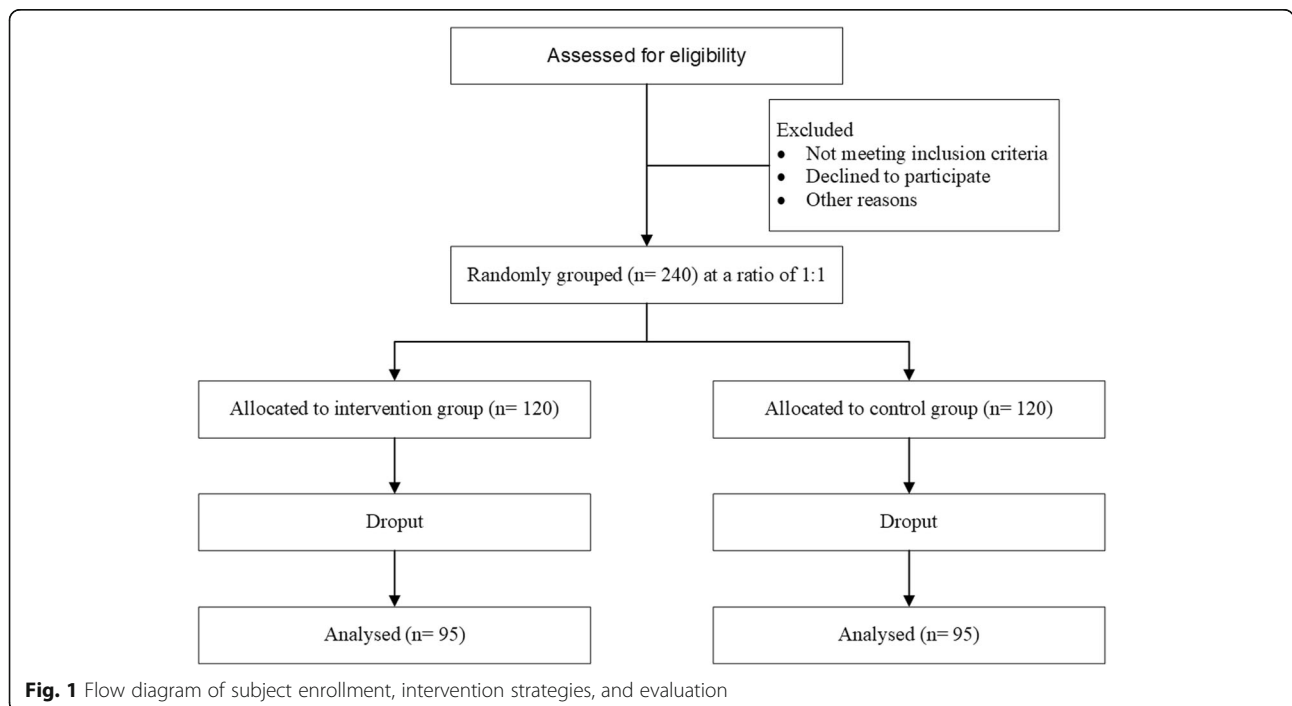 Assessed for eligibility
Excluded
● Not meeting inclusion criteria
● Declined to participate
● Other reasons
Randomly grouped (n= 240) at a ratio of 1:1
Allocated to intervention group (n= 120)
Allocated to control group (n= 120)
Droput
Droput
Analysed (n= 95)
Analysed (n= 95)
Fig. 1 Flow diagram of subject enrollment, intervention strategies, and evaluation